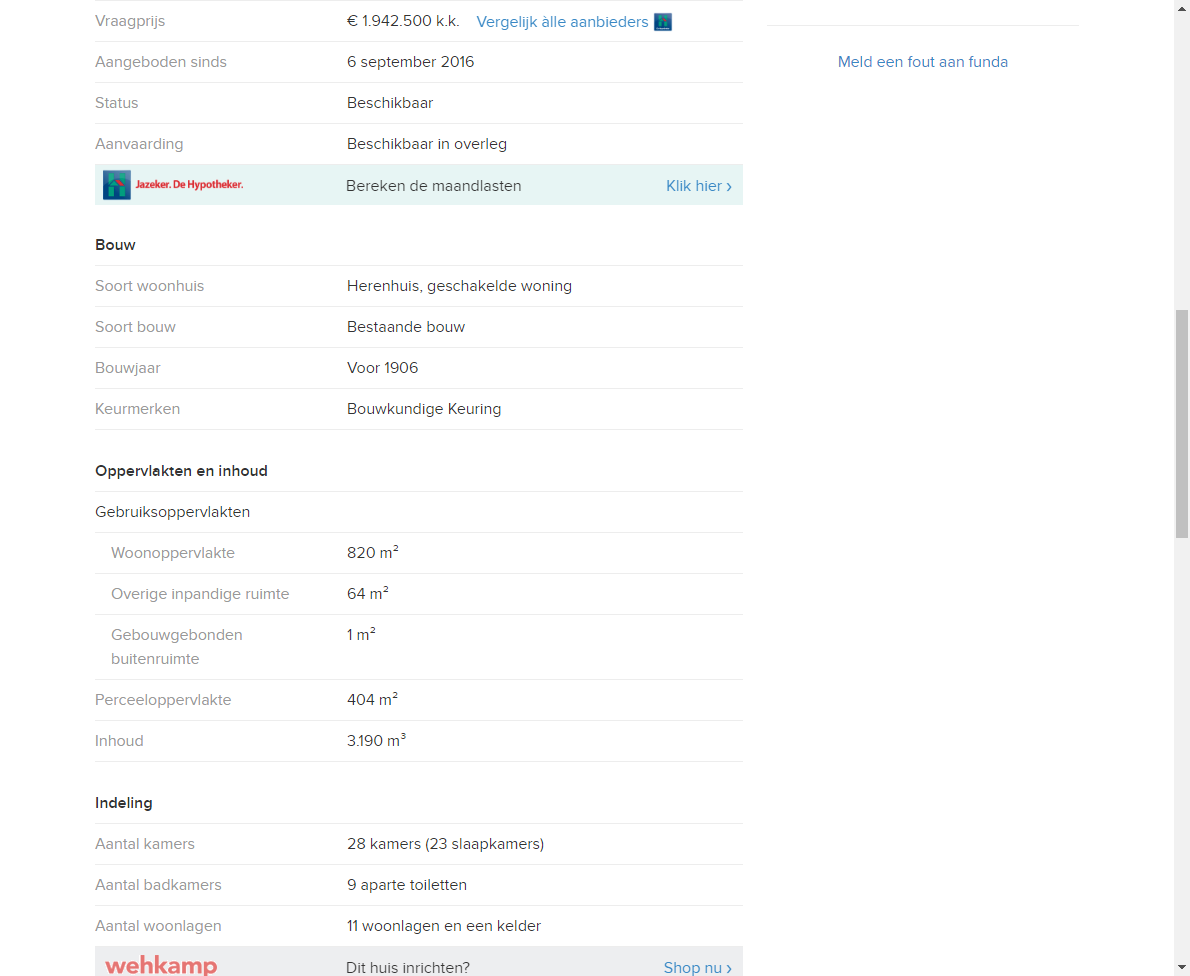 Vraagprijs € 1.942.500 k.k. Vergelijk àlle aanbieders
Meld een fout aan funda
Aangeboden sinds 6 september 2016
Status Beschikbaar
Aanvaarding Beschikbaar in overleg
Jazeker. De Hypotheker. Bereken de maandlasten Klik hier ›
Bouw
Soort woonhuis Herenhuis, geschakelde woning
Soort bouw Bestaande bouw
Bouwjaar Voor 1906
Keurmerken Bouwkundige Keuring
Oppervlakten en inhoud
Gebruiksoppervlakten
Woonoppervlakte 820 m²
Overige inpandige ruimte 64 m²
Gebouwgebonden 1 m²
buitenruimte
Perceeloppervlakte 404 m²
Inhoud 3.190 m³
Indeling
Aantal kamers 28 kamers (23 slaapkamers)
Aantal badkamers 9 aparte toiletten
Aantal woonlagen 11 woonlagen en een kelder
wehkamp Dit huis inrichten? Shop nu ›